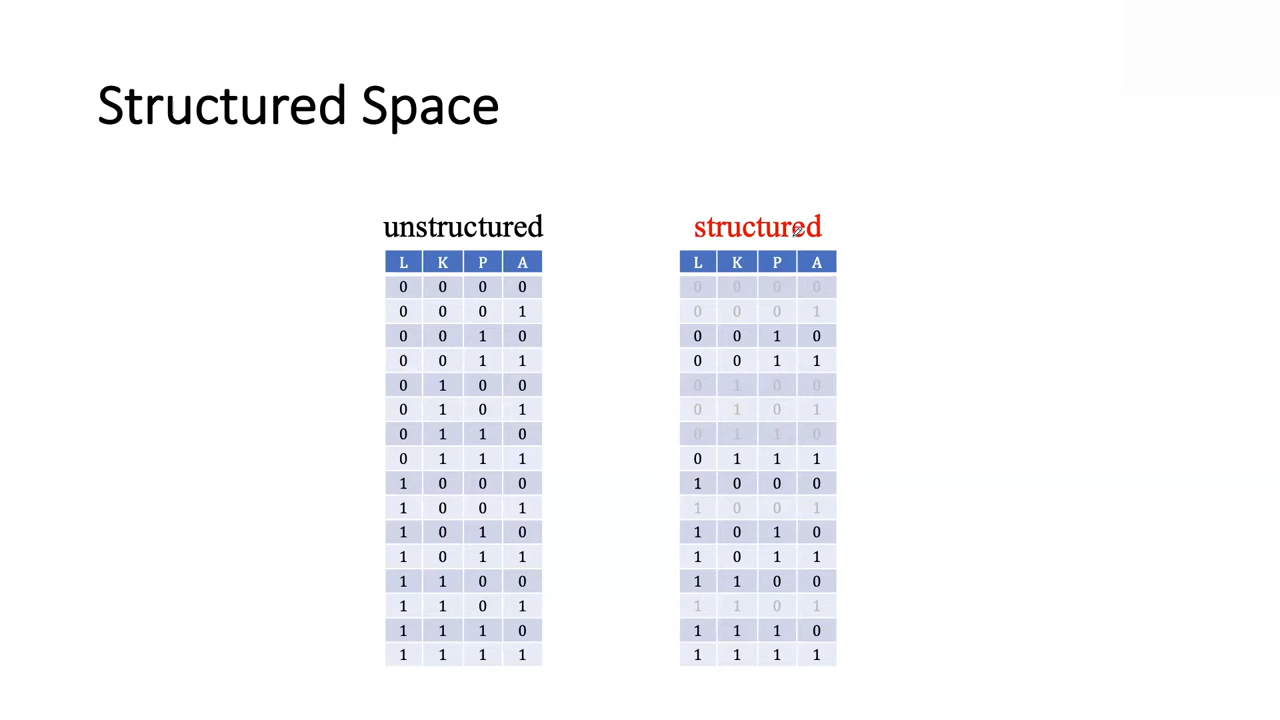 Structured Space
unstructured structured
L K P A L K P A
0 0 0 0 0 0 0 0
0 0 0 1 0 0 0 1
0 0 1 0 0 0 1 0
0 0 1 1 0 0 1 1
0 1 0 0 0 1 0 0
0 1 0 1 0 1 0 1
0 1 1 0 0 1 1 0
0 1 1 1 0 1 1 1
1 0 0 0 1 0 0 0
1 0 0 1 1 0 0 1
1 0 1 0 1 0 1 0
1 0 1 1 1 0 1 1
1 1 0 0 1 1 0 0
1 1 0 1 1 1 0 1
1 1 1 0 1 1 1 0
1 1 1 1 1 1 1 1